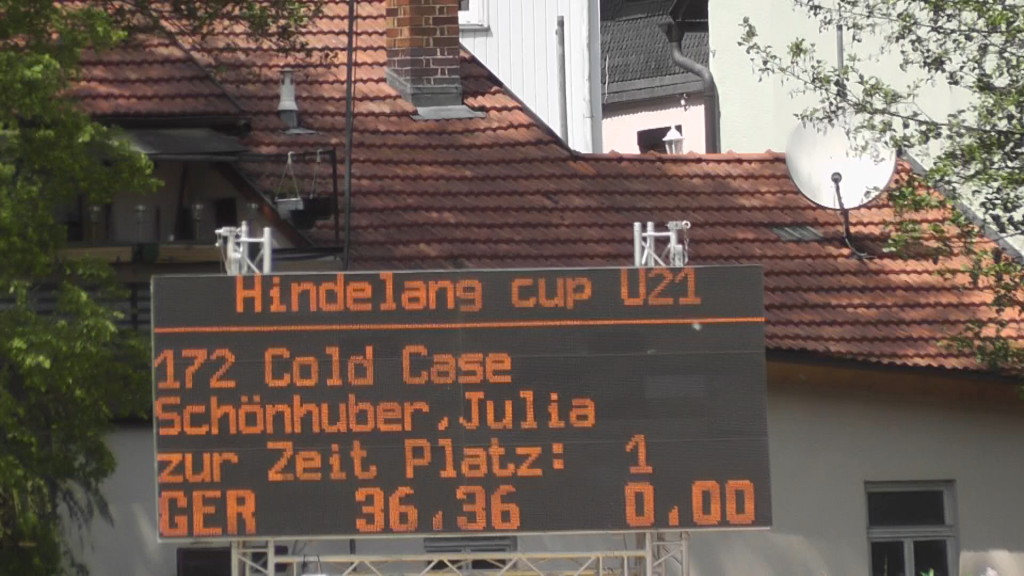 Hindelang cup U21
172 Cold Case
Schönhuber,Julia
zur Zeit Platz: 1
GER 36.36 0.00